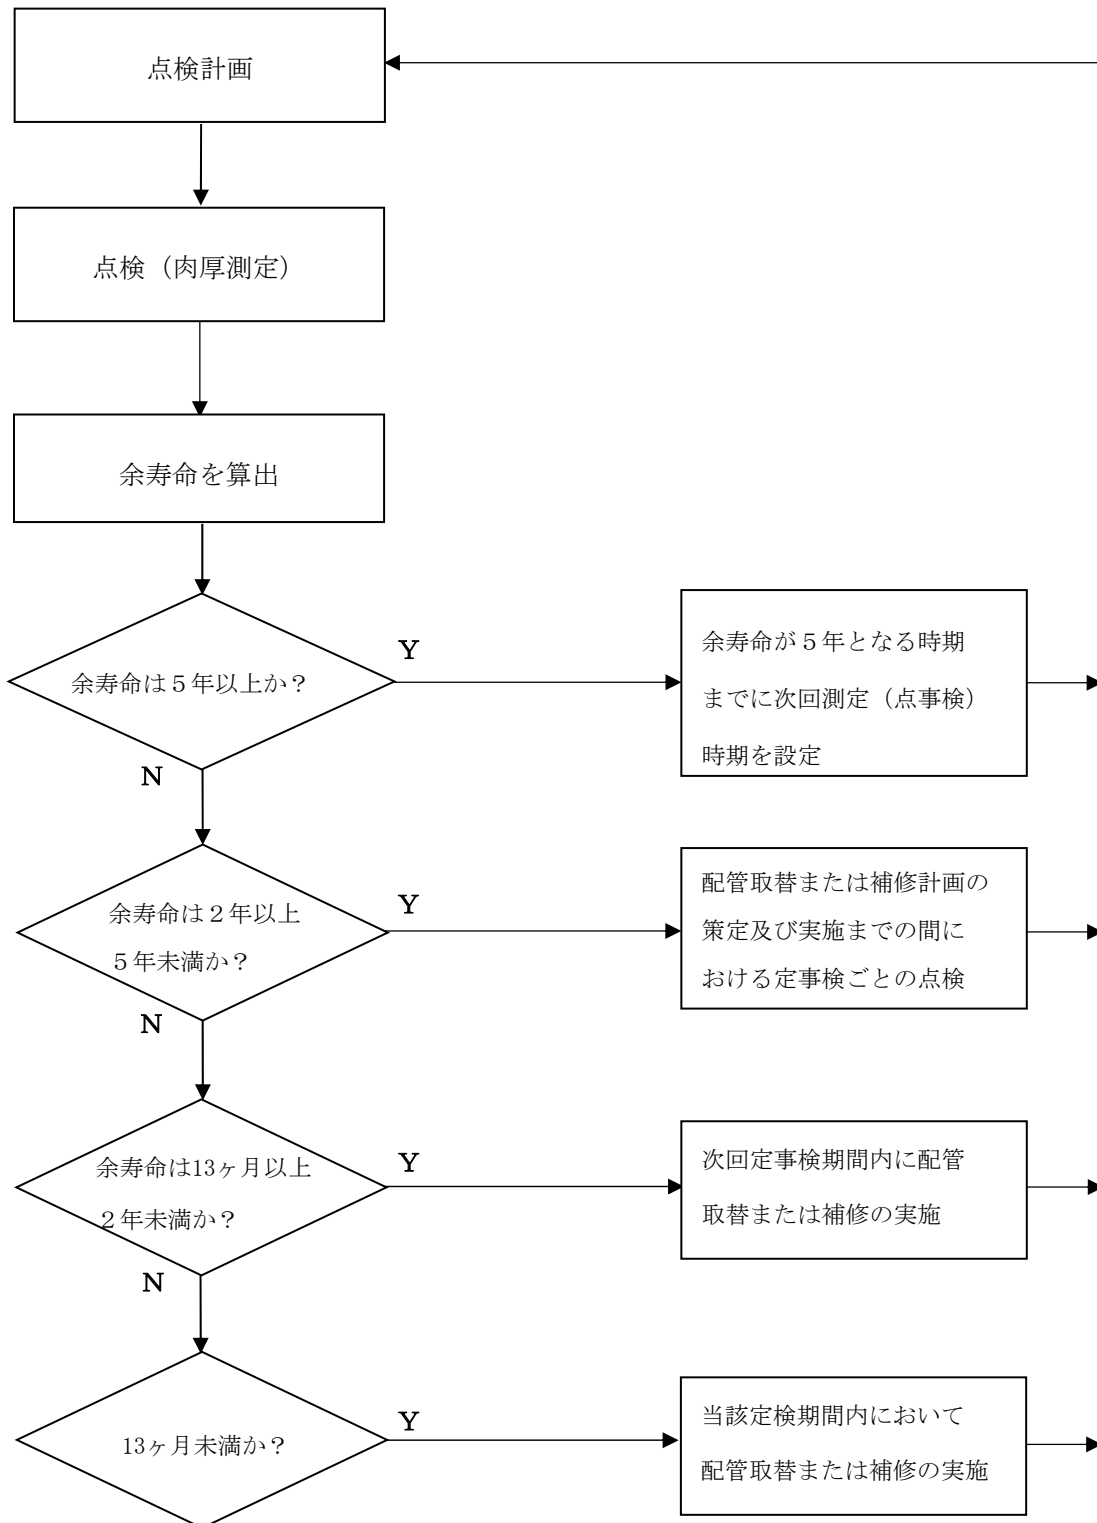 点検計画
点検（肉厚測定）
余寿命を算出
余寿命は５年以上か？
Y
余寿命が５年となる時期
までに次回測定（点事検）
時期を設定
N
余寿命は２年以上
５年未満か？
Y
配管取替または補修計画の
策定及び実施までの間に
おける定事検ごとの点検
N
余寿命は13ヶ月以上
２年未満か？
Y
次回定事検期間内に配管
取替または補修の実施
N
13ヶ月未満か？
Y
当該定検期間内において
配管取替または補修の実施